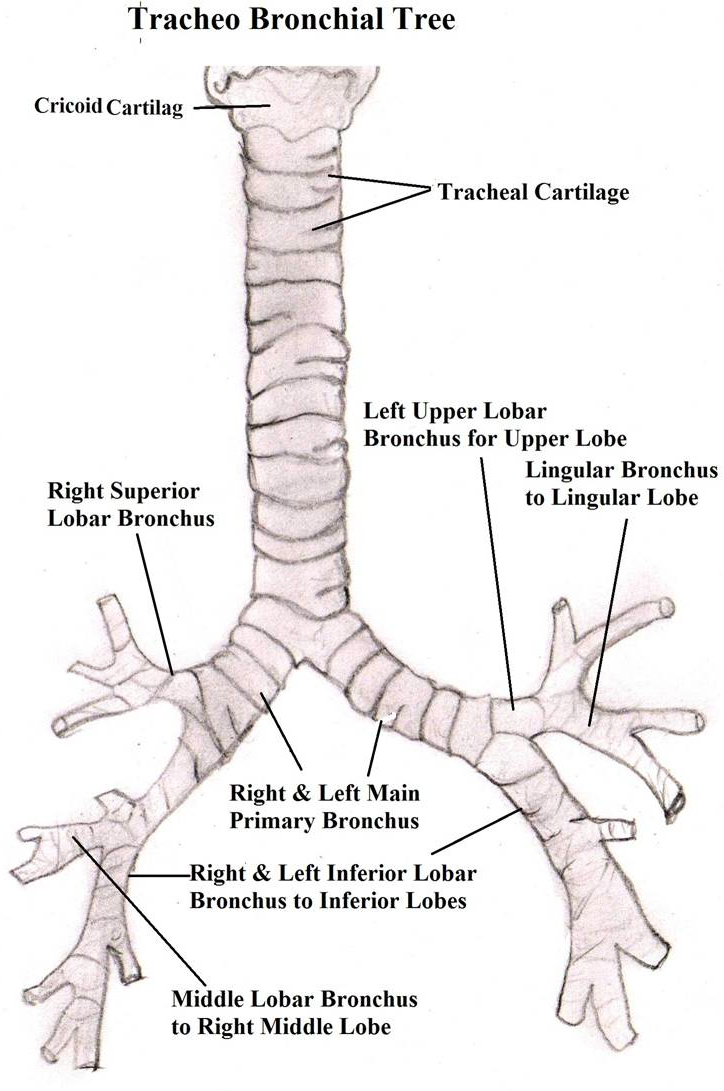 Tracheo Bronchial Tree
Cricoid Cartilag
Tracheal Cartilage
Left Upper Lobar
Bronchus for Upper Lobe
Lingular Bronchus
to Lingular Lobe
Right Superior
Lobar Bronchus
Right & Left Main
Primary Bronchus
Right & Left Inferior Lobar
Bronchus to Inferior Lobes
Middle Lobar Bronchus
to Right Middle Lobe